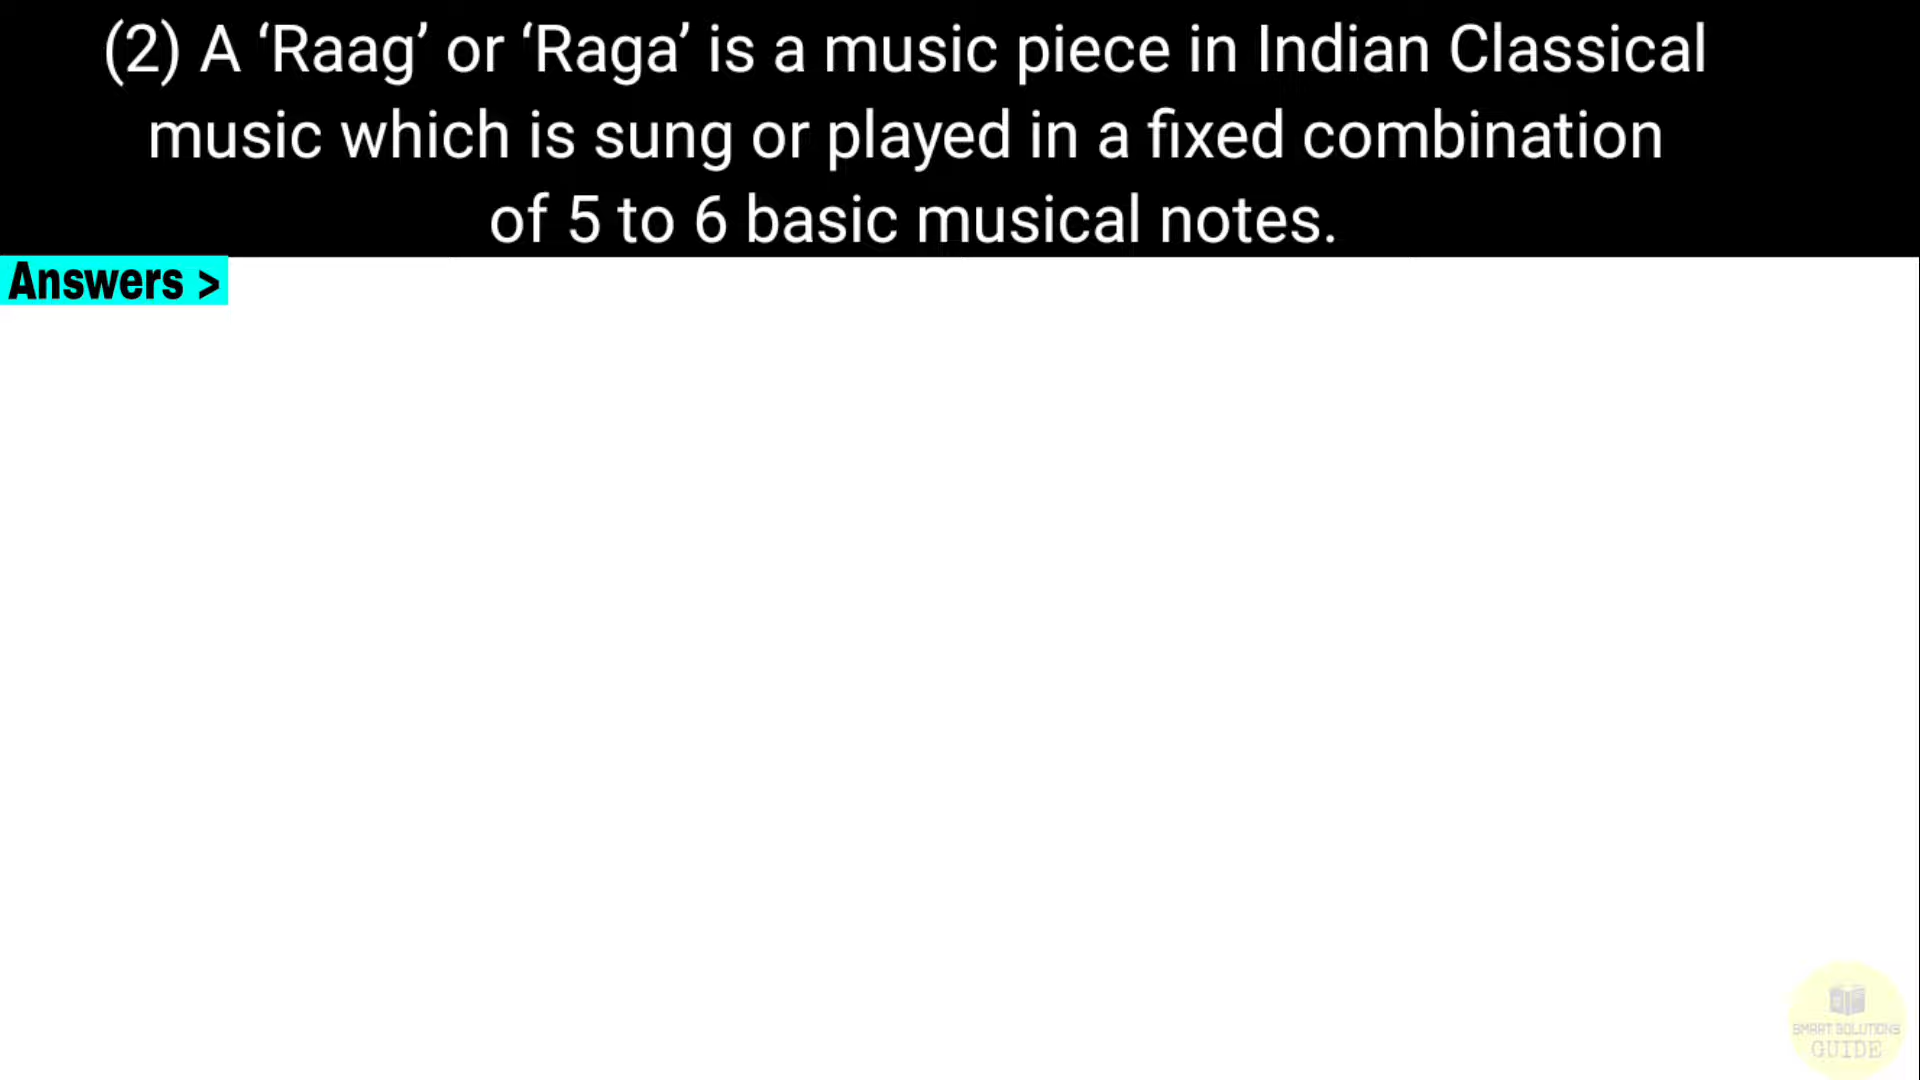 (2) A ‘Raag’ or ‘Raga’ is a music piece in Indian Classical
music which is sung or played in a fixed combination
of 5 to 6 basic musical notes.
Answers >
SMART SOLUTIONS
GUIDE